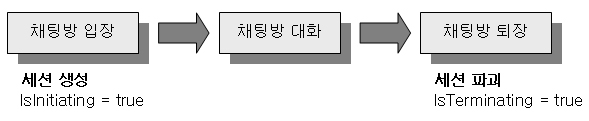 채팅방 입장
채팅방 대화
채팅방 퇴장
세션 생성
IsInitiating = true
세션 파괴
IsTerminating = true